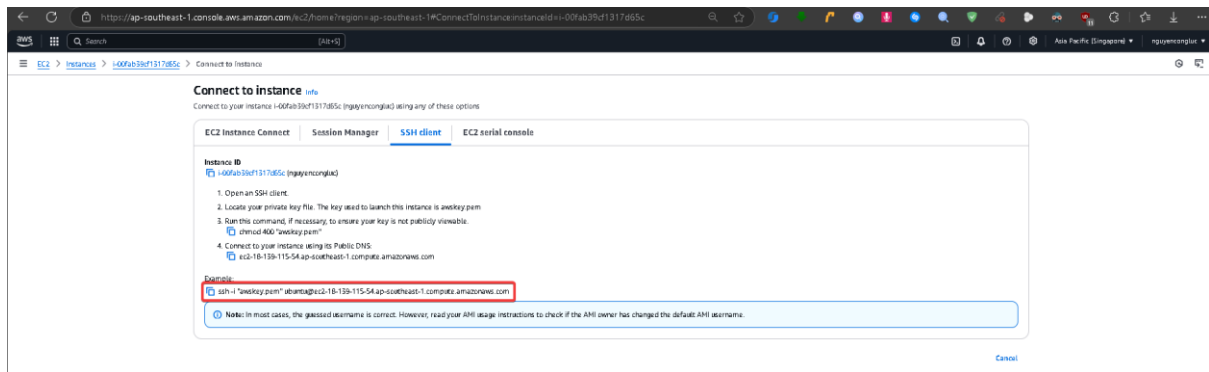 https://ap-southeast-1.console.aws.amazon.com/ec2/home?region=ap-southeast-1#ConnectToInstance:instanceId=i-00fab39cf1317d65c
11
aws
Search [Alt+S]
Asia Pacific (Singapore) nguyencongluc
EC2 > Instances > i-00fab39cf1317d65c > Connect to instance
Connect to instance Info
Connect to your instance i-00fab39cf1317d65c (nguyencongluc) using any of these options
EC2 Instance Connect Session Manager SSH client EC2 serial console
Instance ID
i-00fab39cf1317d65c (nguyencongluc)
1. Open an SSH client.
2. Locate your private key file. The key used to launch this instance is awskey.pem
3. Run this command, if necessary, to ensure your key is not publicly viewable.
chmod 400 "awskey.pem"
4. Connect to your instance using its Public DNS:
ec2-18-139-115-54.ap-southeast-1.compute.amazonaws.com
Example:
ssh -i "awskey.pem" ubuntu@ec2-18-139-115-54.ap-southeast-1.compute.amazonaws.com
Note: In most cases, the guessed username is correct. However, read your AMI usage instructions to check if the AMI owner has changed the default AMI username.
Cancel